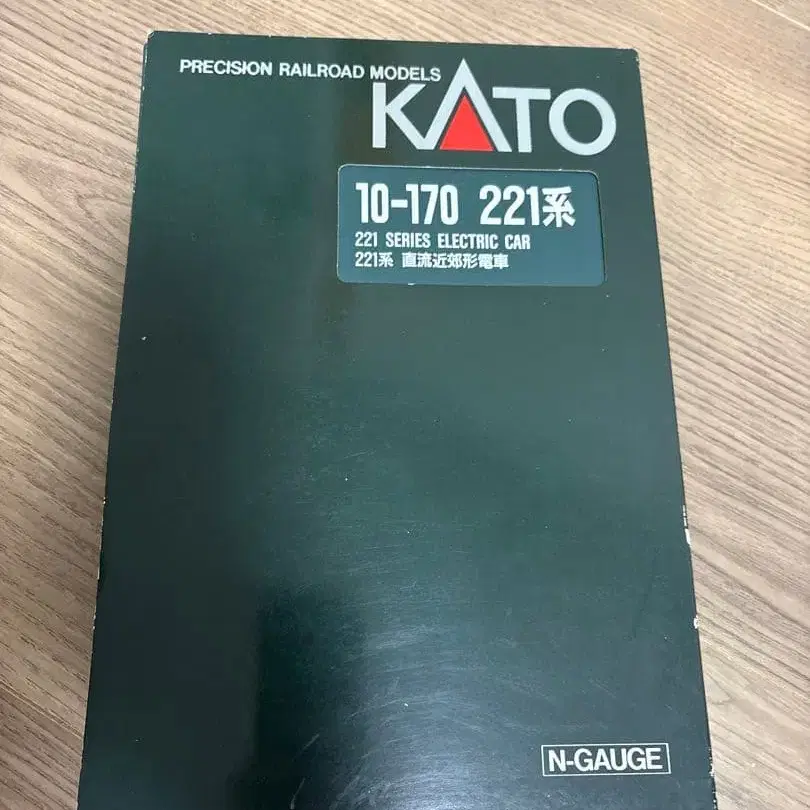 PRECISION RAILROAD MODELS
KATO
10-170 221系
221 SERIES ELECTRIC CAR
221系 直流近郊形電車
N-GAUGE